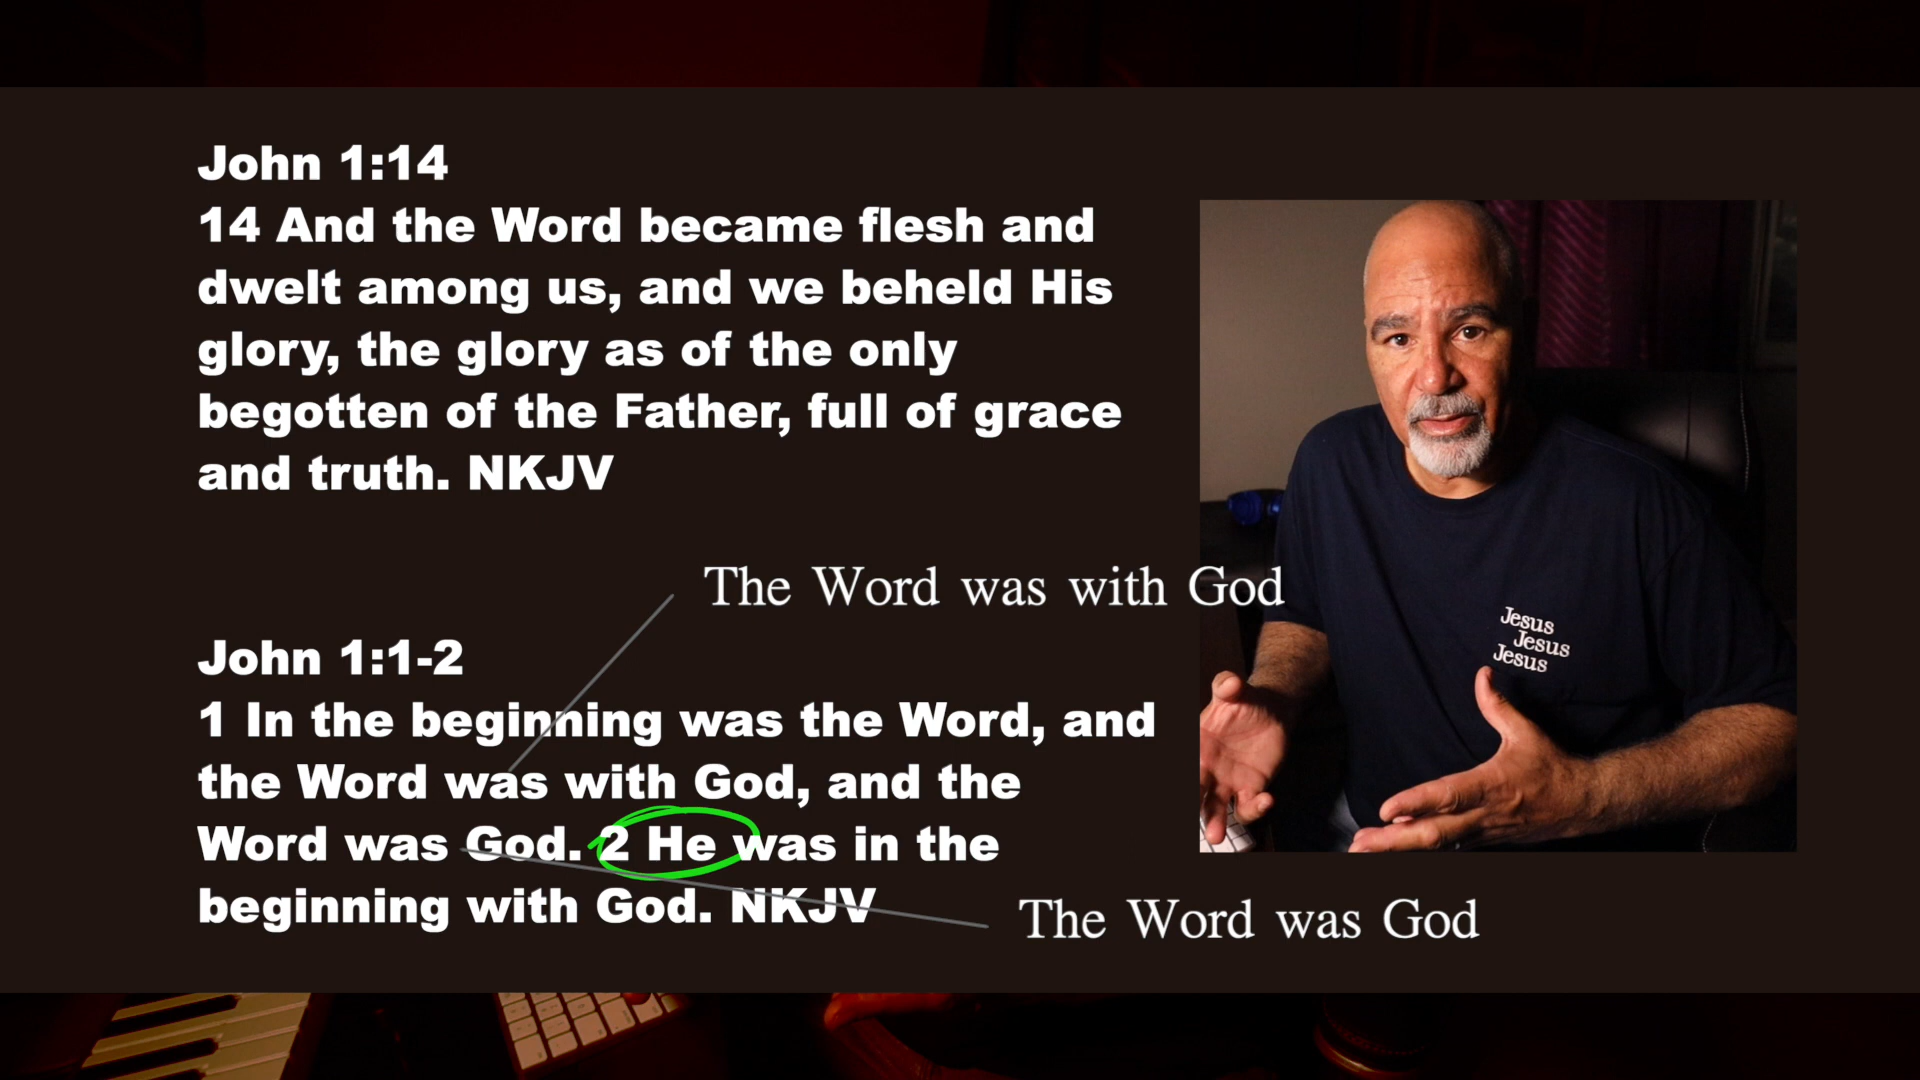 John 1:14
14 And the Word became flesh and
dwelt among us, and we beheld His
glory, the glory as of the only
begotten of the Father, full of grace
and truth. NKJV
The Word was with God
John 1:1-2
1 In the beginning was the Word, and
the Word was with God, and the
Word was God. 2 He was in the
beginning with God. NKJV
The Word was God
Jesus
Jesus
Jesus